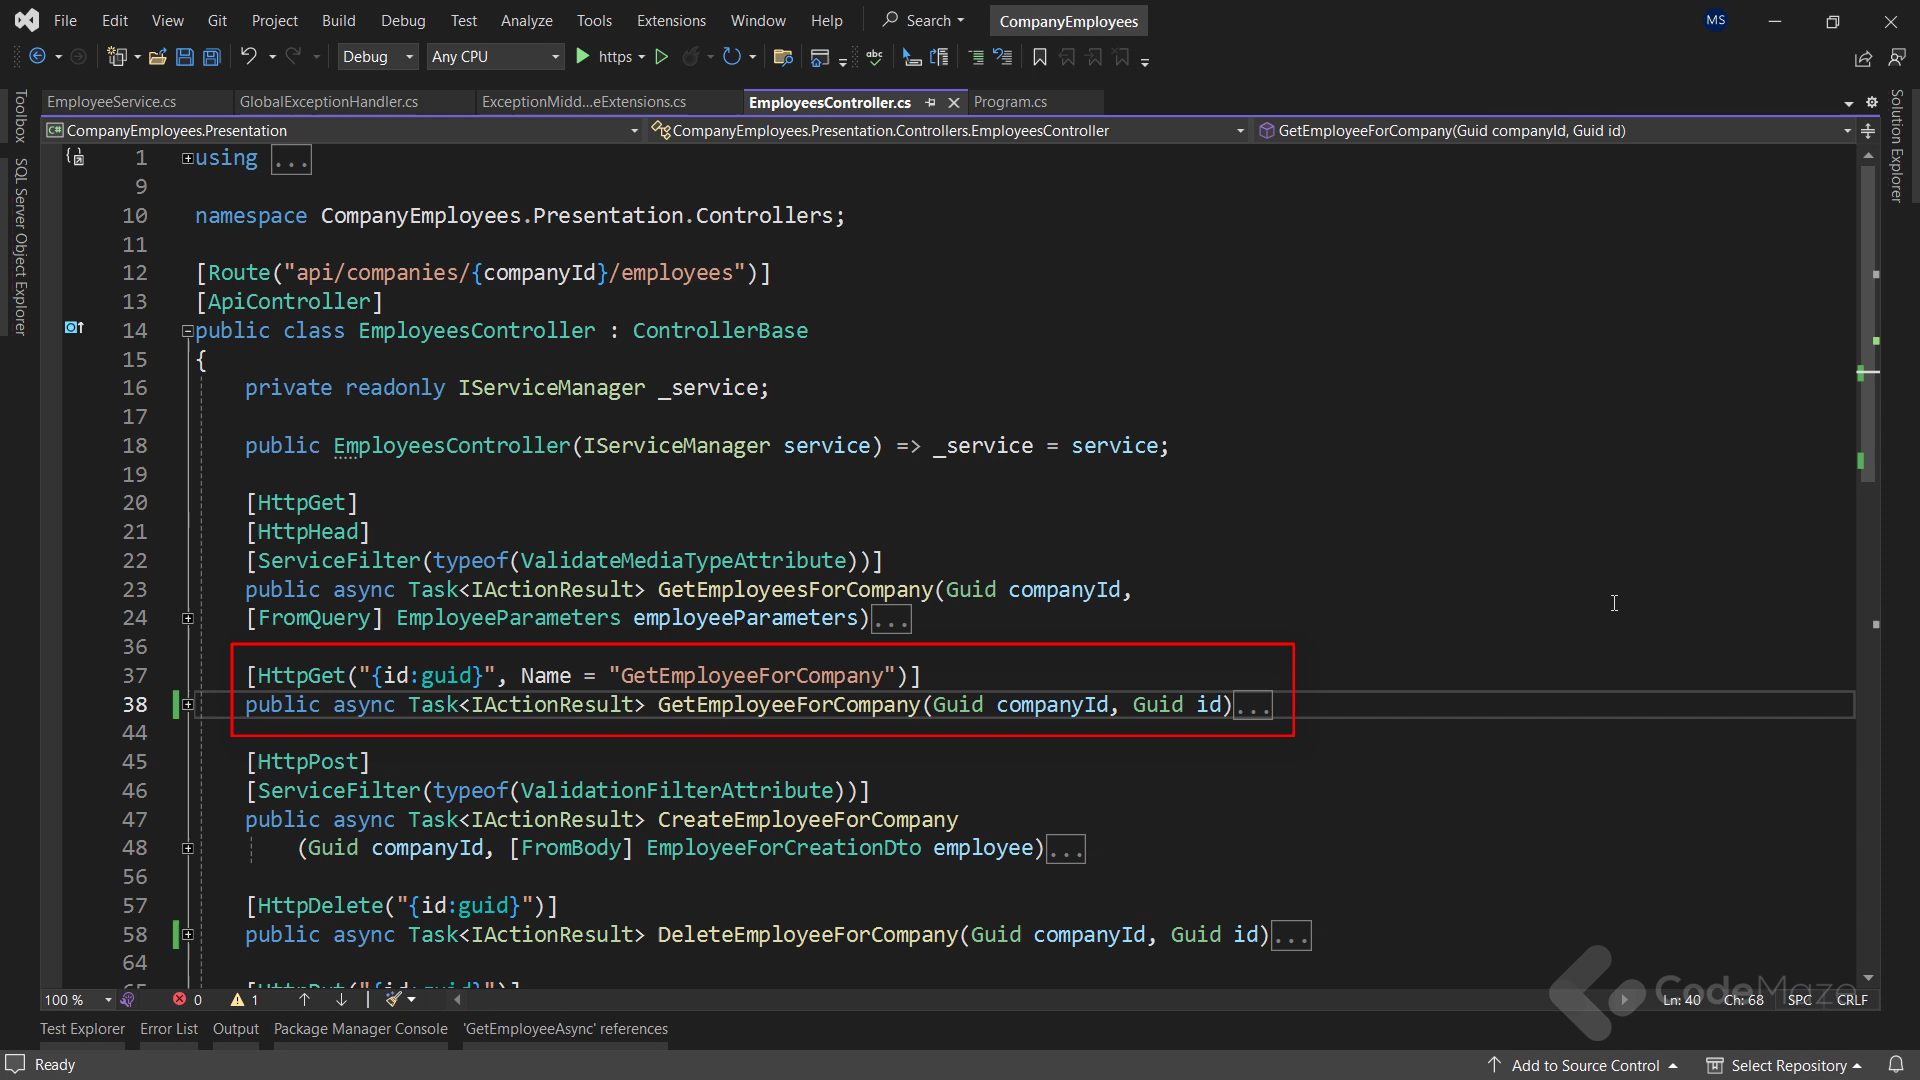 File Edit View Git Project Build Debug Test Analyze Tools Extensions Window Help Search CompanyEmployees MS
Debug Any CPU https abc
EmployeeService.cs GlobalExceptionHandler.cs ExceptionMidd...eExtensions.cs EmployeesController.cs Program.cs
CompanyEmployees.Presentation CompanyEmployees.Presentation.Controllers.EmployeesController GetEmployeeForCompany(Guid companyId, Guid id)
Toolbox
SQL Server Object Explorer
Solution Explorer
1 using ...
9
10 namespace CompanyEmployees.Presentation.Controllers;
11
12 [Route("api/companies/{companyId}/employees")]
13 [ApiController]
14 public class EmployeesController : ControllerBase
15 {
16 private readonly IServiceManager _service;
17
18 public EmployeesController(IServiceManager service) => _service = service;
19
20 [HttpGet]
21 [HttpHead]
22 [ServiceFilter(typeof(ValidateMediaTypeAttribute))]
23 public async Task<IActionResult> GetEmployeesForCompany(Guid companyId,
24 [FromQuery] EmployeeParameters employeeParameters)...
36
37 [HttpGet("{id:guid}", Name = "GetEmployeeForCompany")]
38 public async Task<IActionResult> GetEmployeeForCompany(Guid companyId, Guid id)...
44
45 [HttpPost]
46 [ServiceFilter(typeof(ValidationFilterAttribute))]
47 public async Task<IActionResult> CreateEmployeeForCompany
48 (Guid companyId, [FromBody] EmployeeForCreationDto employee)...
56
57 [HttpDelete("{id:guid}")]
58 public async Task<IActionResult> DeleteEmployeeForCompany(Guid companyId, Guid id)...
64
65 [HttpPut("{id:guid}")]
CodeMaze
100 % 0 1 Ln: 40 Ch: 68 SPC CRLF
Test Explorer Error List Output Package Manager Console 'GetEmployeeAsync' references
Ready Add to Source Control Select Repository